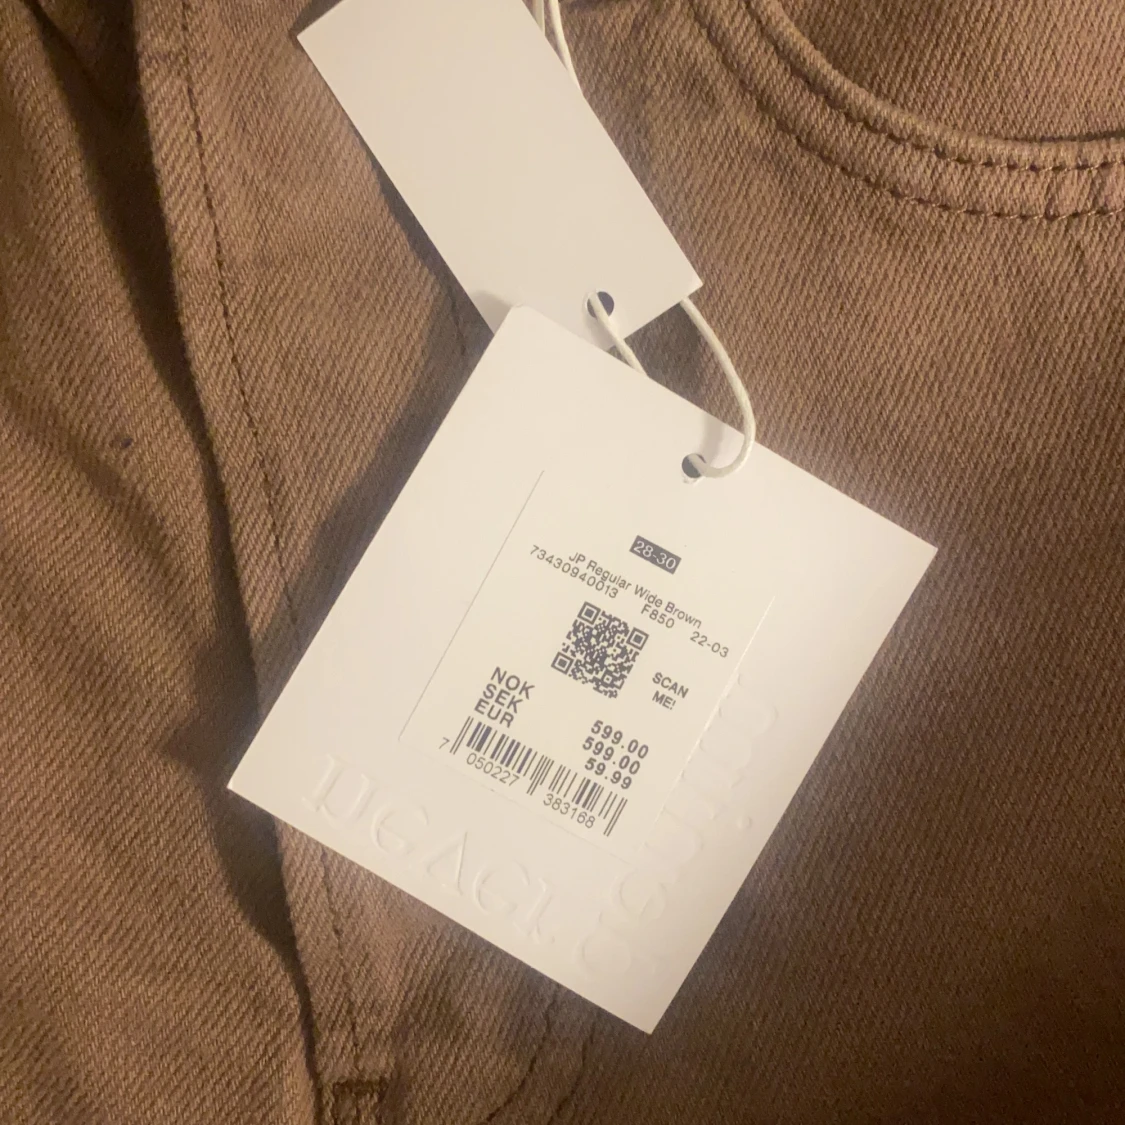 28-30
JP Regular Wide Brown
73430940013 F850 22-03
SCAN
ME!
NOK 599.00
SEK 599.00
EUR 59.99
7 050227 383168